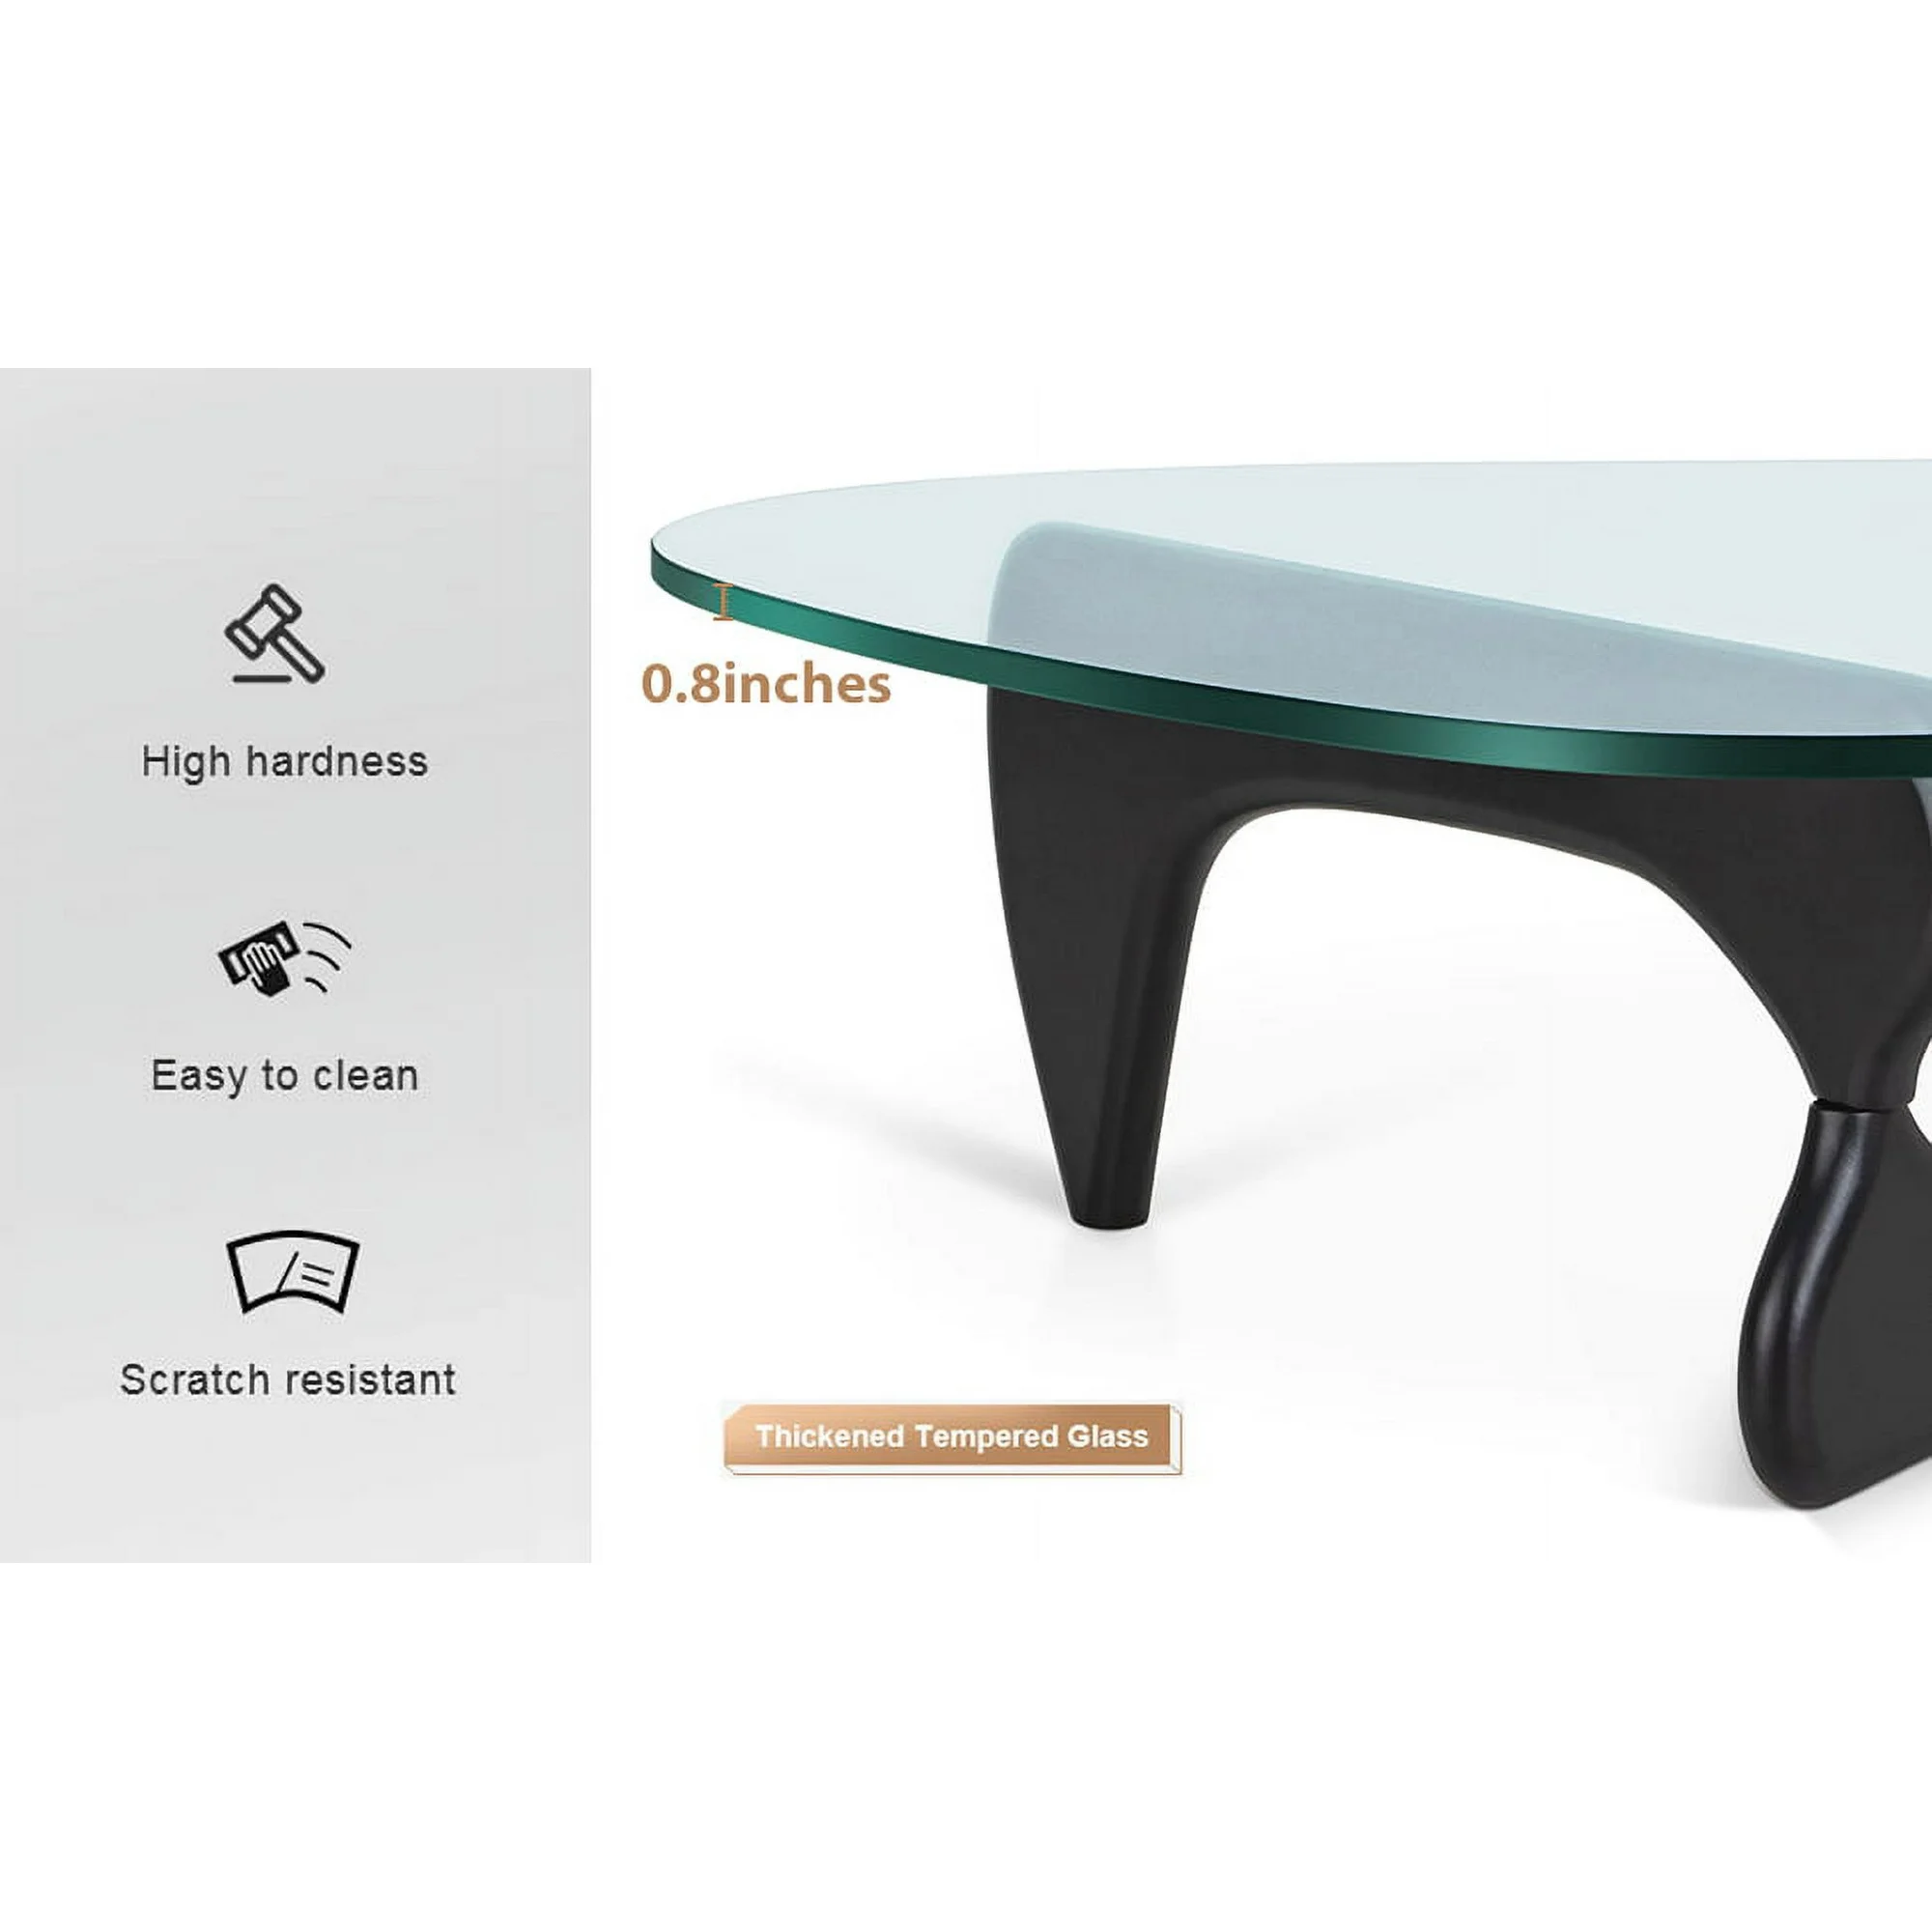 High hardness
Easy to clean
Scratch resistant
0.8inches
Thickened Tempered Glass